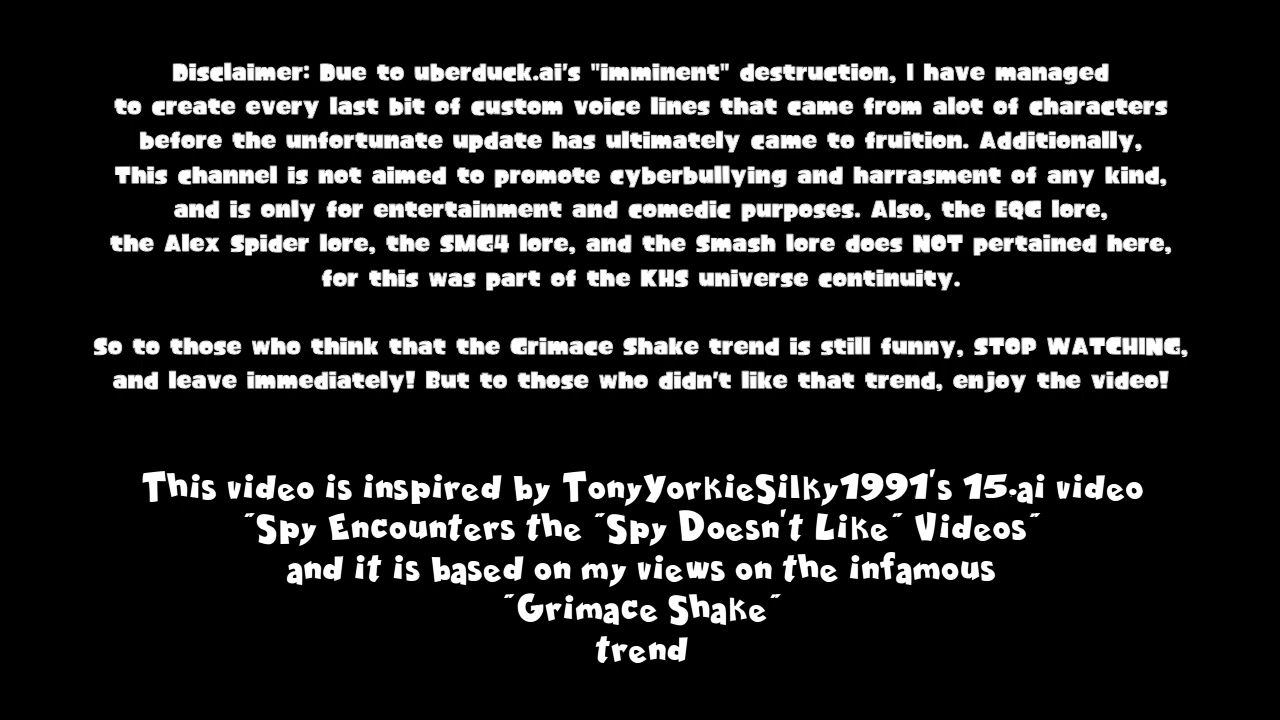 Disclaimer: Due to uberduck.ai's "imminent" destruction, I have managed
to create every last bit of custom voice lines that came from alot of characters
before the unfortunate update has ultimately came to fruition. Additionally,
This channel is not aimed to promote cyberbullying and harrasment of any kind,
and is only for entertainment and comedic purposes. Also, the EQG lore,
the Alex Spider lore, the SMG4 lore, and the Smash lore does NOT pertained here,
for this was part of the KHS universe continuity.
So to those who think that the Grimace Shake trend is still funny, STOP WATCHING,
and leave immediately! But to those who didn't like that trend, enjoy the video!
This video is inspired by TonyYorkieSilky1991's 15.ai video
"Spy Encounters the "Spy Doesn't Like" Videos"
and it is based on my views on the infamous
"Grimace Shake"
trend